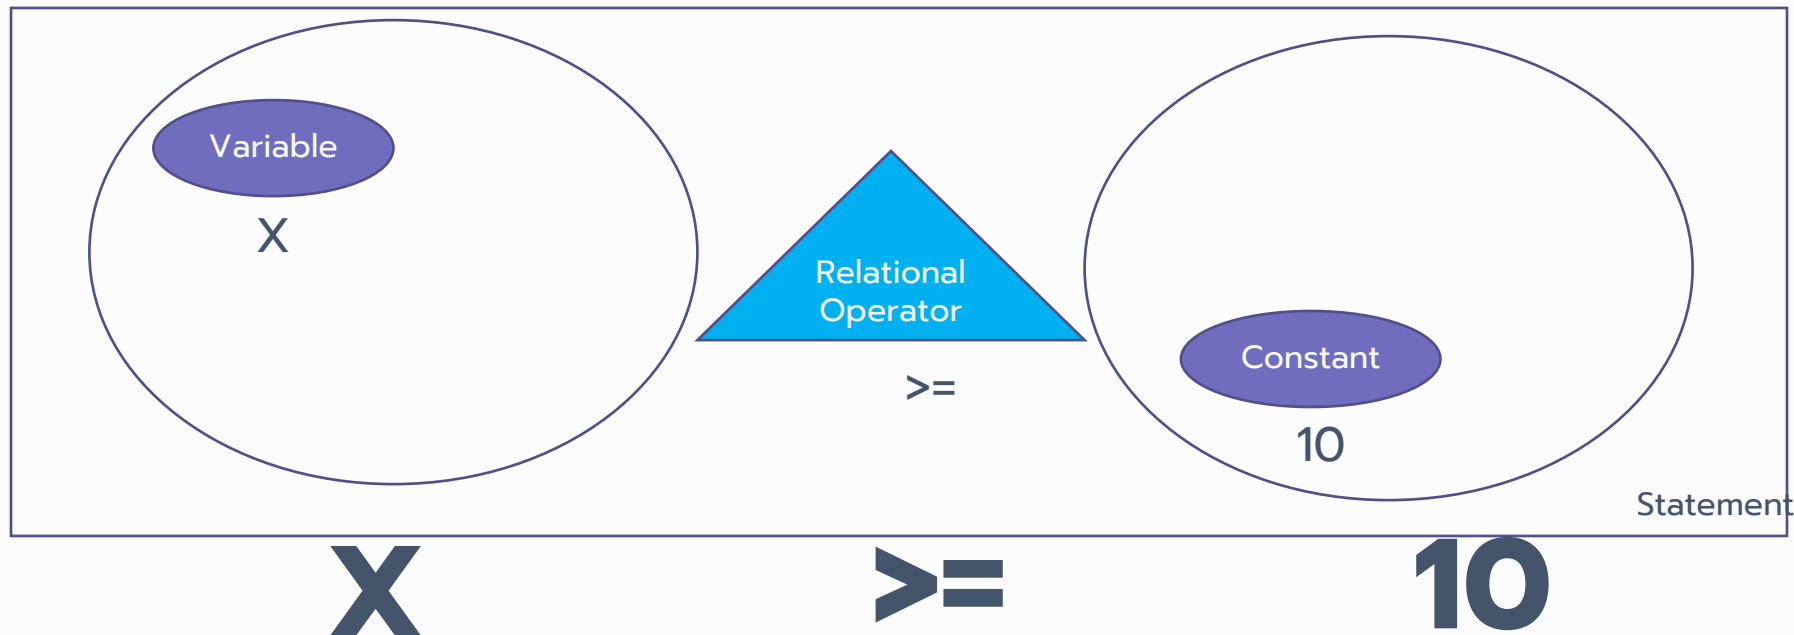 Variable
X
Relational
Operator
>=
Constant
10
Statement
X >= 10